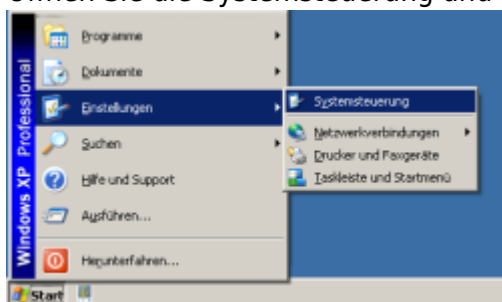 öffnen Sie die Systemsteuerung und
Programme
Dokumente
Einstellungen
Suchen
Hilfe und Support
Ausführen...
Herunterfahren...
Systemsteuerung
Netzwerkverbindungen
Drucker und Faxgeräte
Taskleiste und Startmenü
Windows XP Professional
Start